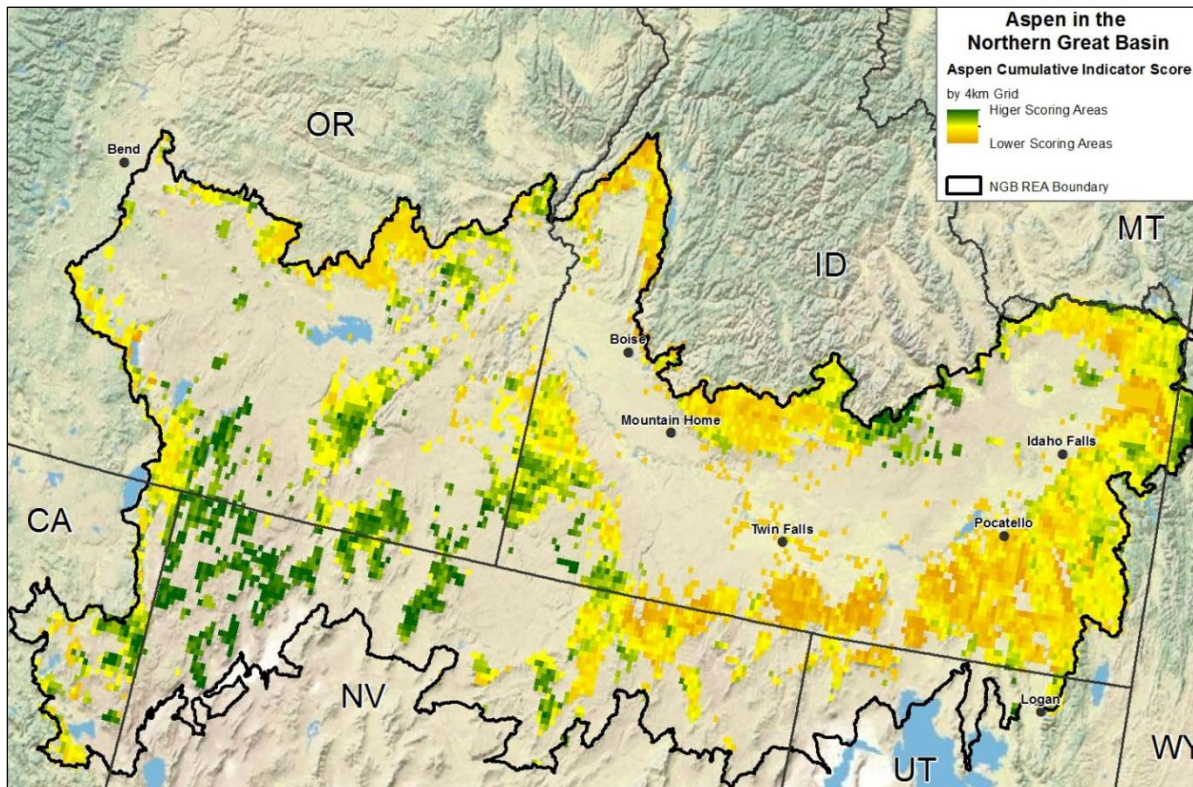 Aspen in the
Northern Great Basin
Aspen Cumulative Indicator Score
by 4km Grid
Higer Scoring Areas
Lower Scoring Areas
NGB REA Boundary
OR
Bend
MT
ID
Boise
Mountain Home
Idaho Falls
CA
Twin Falls
Pocatello
NV
Logan
WY
UT